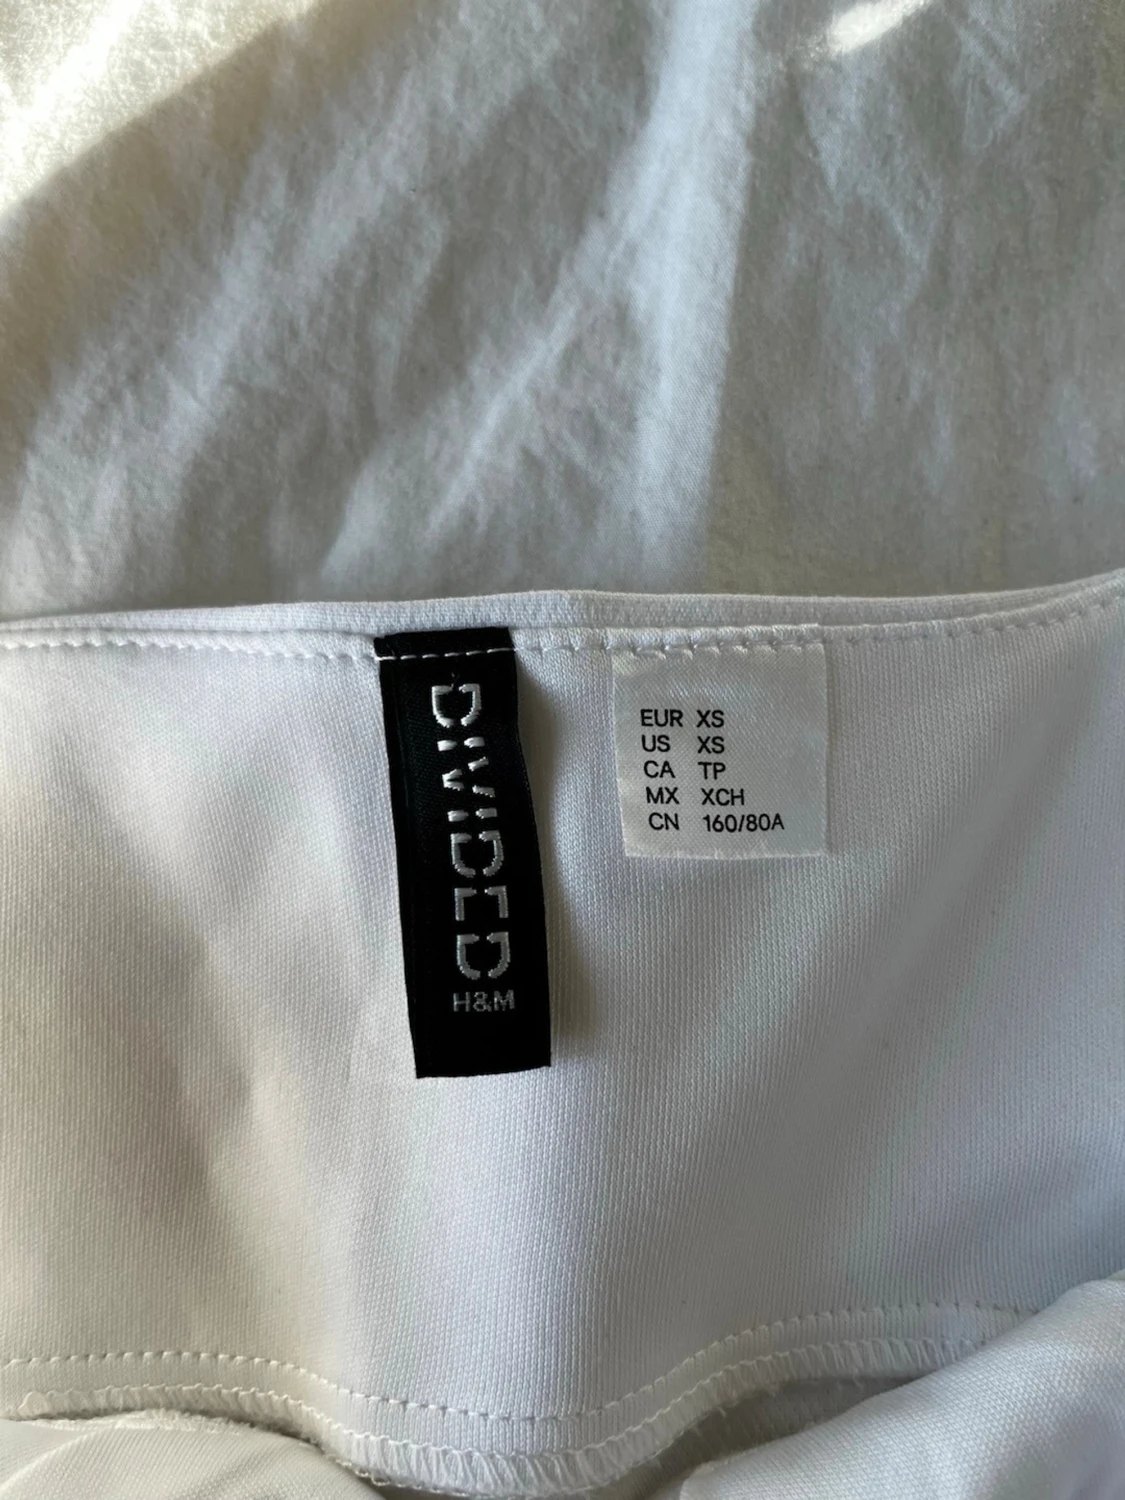 DIVIDED
H&M
EUR XS
US XS
CA TP
MX XCH
CN 160/80A